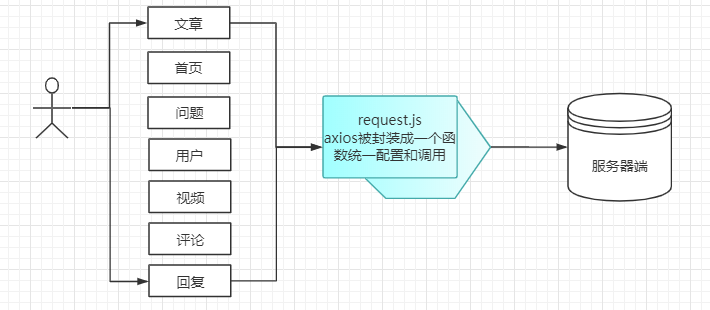 文章
首页
问题
用户
视频
评论
回复
request.js
axios被封装成一个函
数统一配置和调用
服务器端